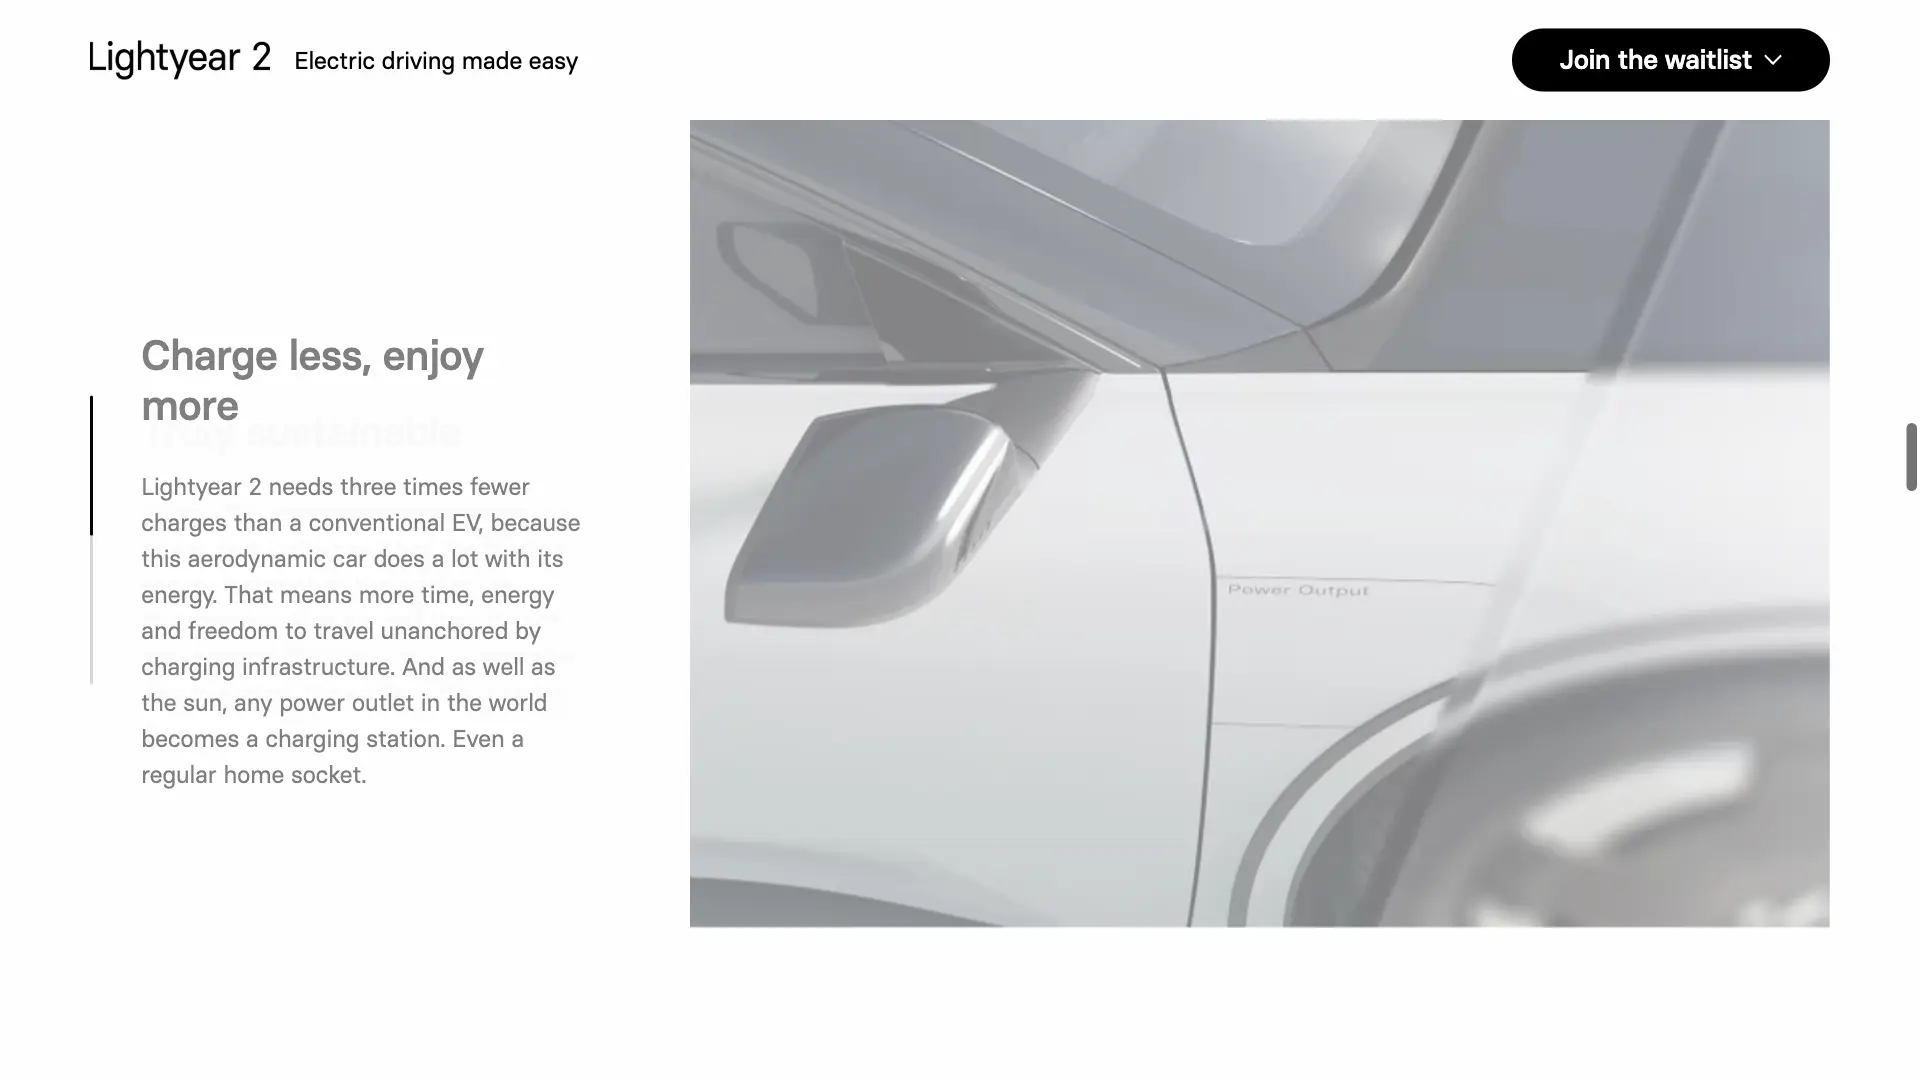 Lightyear 2 Electric driving made easy
Join the waitlist
Charge less, enjoy
more
Truly sustainable
Lightyear 2 needs three times fewer
charges than a conventional EV, because
this aerodynamic car does a lot with its
energy. That means more time, energy
and freedom to travel unanchored by
charging infrastructure. And as well as
the sun, any power outlet in the world
becomes a charging station. Even a
regular home socket.
Power Output